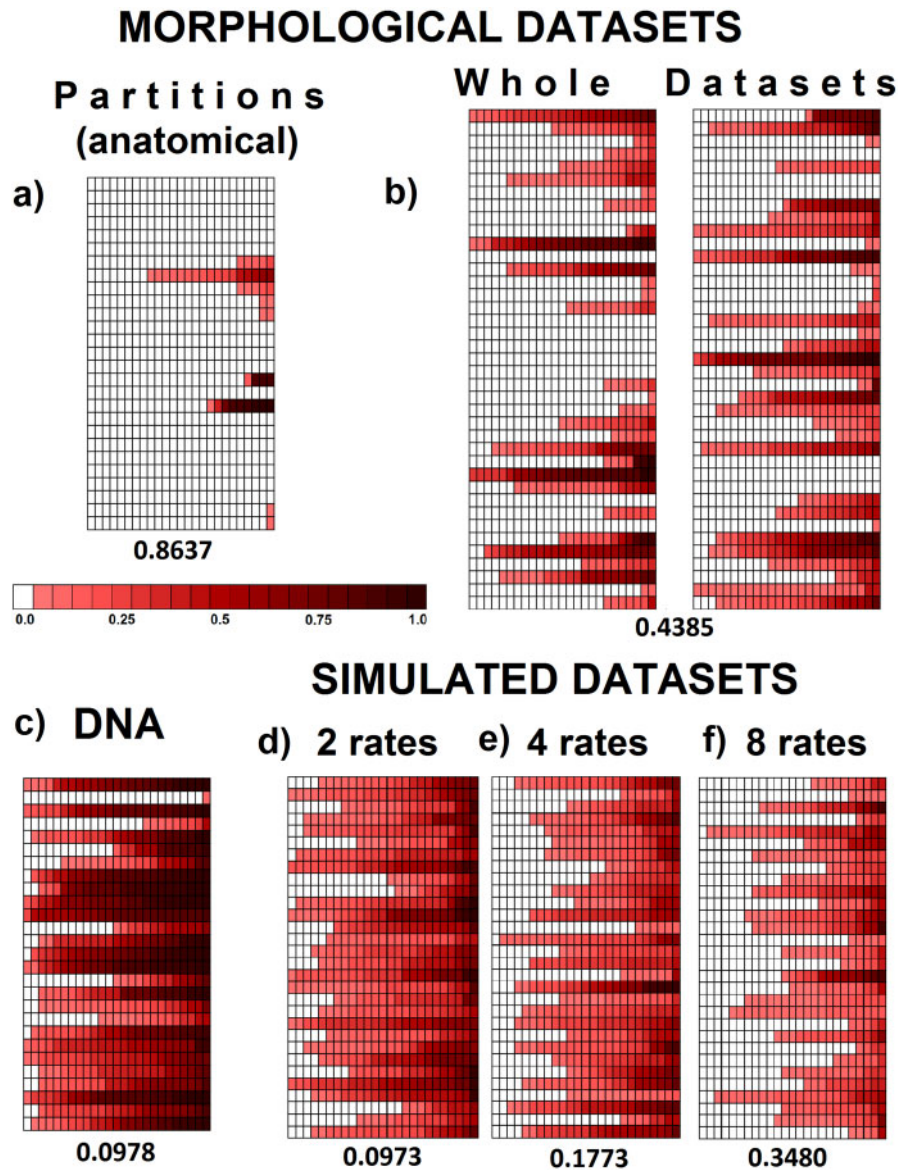 MORPHOLOGICAL DATASETS
Partitions
(anatomical)
Whole Datasets
a)
b)
0.8637
0.0 0.25 0.5 0.75 1.0
0.4385
SIMULATED DATASETS
c) DNA
d) 2 rates
e) 4 rates
f) 8 rates
0.0978
0.0973
0.1773
0.3480